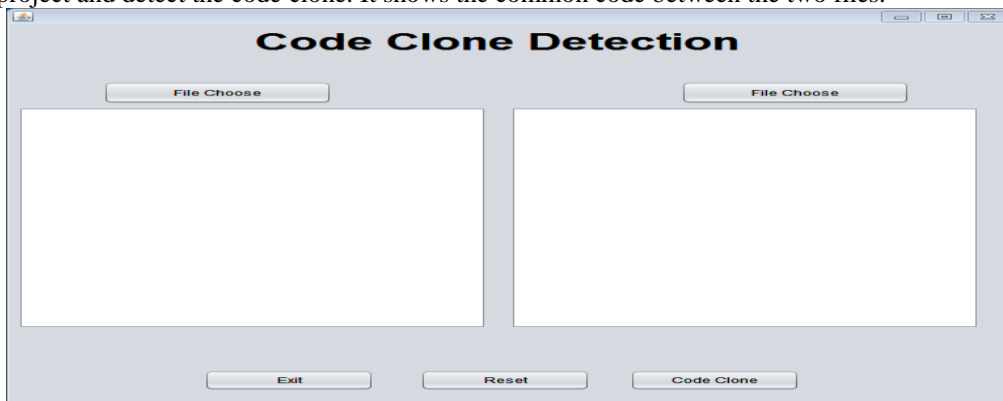 project and detect the code clone. It shows the common code between the two files.
Code Clone Detection
File Choose File Choose
Exit Reset Code Clone